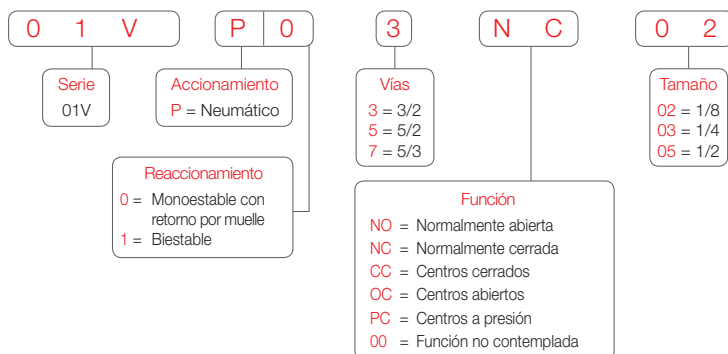 0 1 V P 0 3 N C 0 2
Serie
01V
Accionamiento
P = Neumático
Vías
3 = 3/2
5 = 5/2
7 = 5/3
Tamaño
02 = 1/8
03 = 1/4
05 = 1/2
Reaccionamiento
0 = Monoestable con
retorno por muelle
1 = Biestable
Función
NO = Normalmente abierta
NC = Normalmente cerrada
CC = Centros cerrados
OC = Centros abiertos
PC = Centros a presión
00 = Función no contemplada